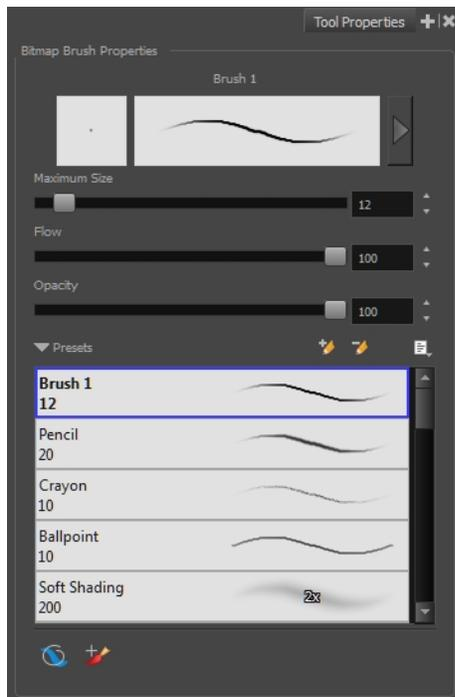 Tool Properties
Bitmap Brush Properties
Brush 1
Maximum Size
12
Flow
100
Opacity
100
Presets
Brush 1
12
Pencil
20
Crayon
10
Ballpoint
10
Soft Shading
200
2x